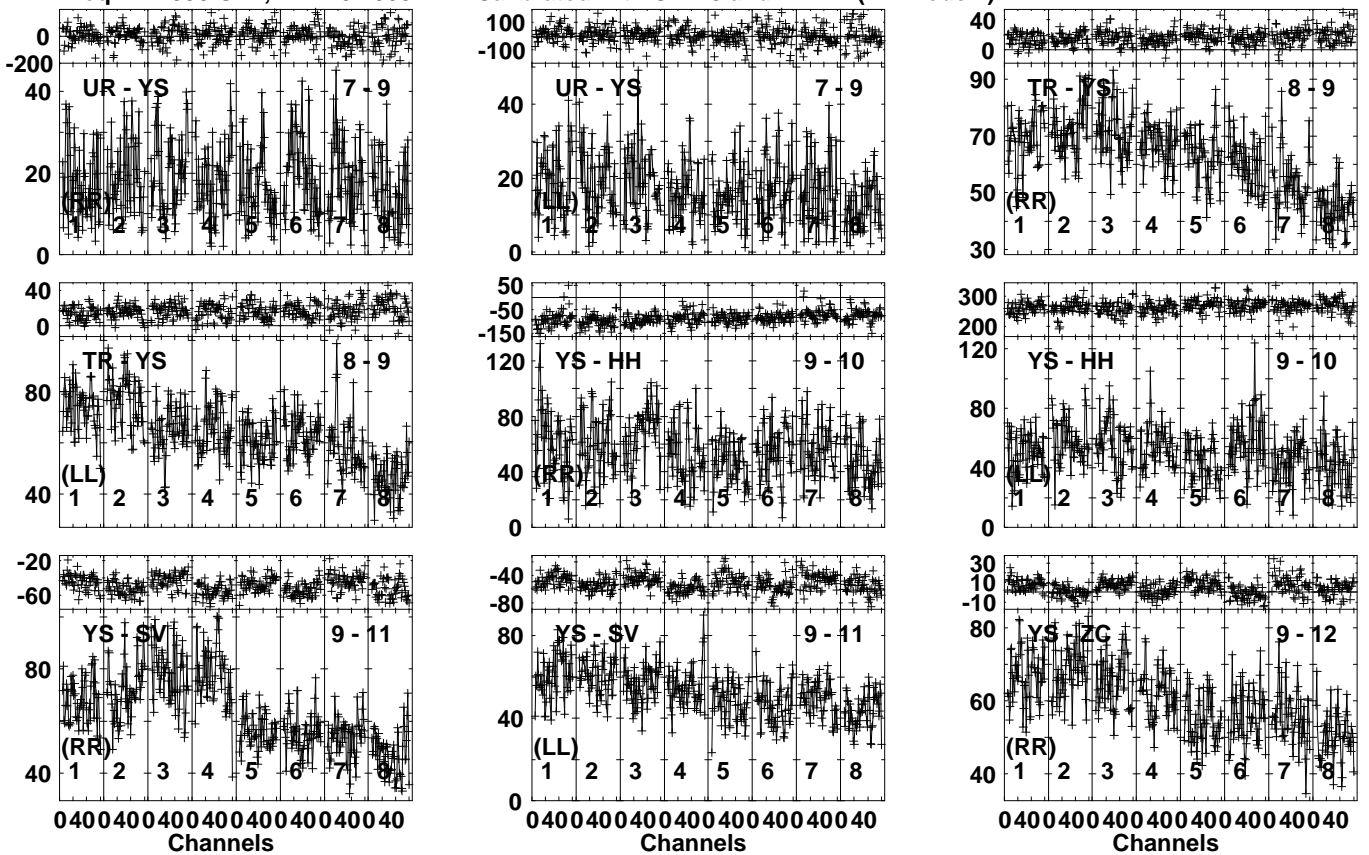 100 40
0 0 0
-200 -100
40 UR - YS 7 - 9 40 UR - YS 7 - 9 90 TR - YS 8 - 9
20 20 70
(RR) (LL) 50 (RR)
1 2 3 4 5 6 7 8 1 2 3 4 5 6 7 8 1 2 3 4 5 6 7 8
0 0 30
40 50 300
0 -50 200
-150
TR - YS 8 - 9 120 YS - HH 9 - 10 120 YS - HH 9 - 10
80 80 80
(LL) 40 (RR) 40 (LL)
1 2 3 4 5 6 7 8 1 2 3 4 5 6 7 8 1 2 3 4 5 6 7 8
40 0 0
-20 -40 30
-60 -80 10
-10
YS - SV 9 - 11 80 YS - SV 9 - 11 80 YS - ZC 9 - 12
80 40 60
(RR) (LL) (RR)
1 2 3 4 5 6 7 8 1 2 3 4 5 6 7 8 1 2 3 4 5 6 7 8
40 0 40
0 40 0 40 0 40 0 40 0 40 0 40 0 40 0 40 0 40 0 40 0 40 0 40 0 40 0 40 0 40 0 40 0 40 0 40 0 40 0 40 0 40 0 40 0 40 0 40
Channels Channels Channels